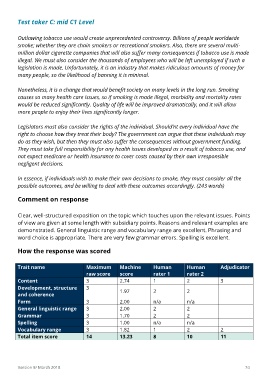 Test taker C: mid C1 Level
Outlawing tobacco use would create unprecedented controversy. Billions of people worldwide
smoke; whether they are chain smokers or recreational smokers. Also, there are several multi-
million dollar cigarette companies that will also suffer many consequences if tobacco use is made
illegal. We must also consider the thousands of employees who will be left unemployed if such a
legislation is made. Unfortunately, it is an industry that makes ridiculous amounts of money for
many people, so the likelihood of banning it is minimal.
Nonetheless, it is a change that would benefit society on many levels in the long run. Smoking
causes so many health care issues, so if smoking is made illegal, morbidity and mortality rates
would be reduced significantly. Quality of life will be improved dramatically, and it will allow
more people to enjoy their lives significantly longer.
Legislators must also consider the rights of the individual. Shouldn't every individual have the
right to choose how they treat their body? The government can argue that these individuals may
do as they wish, but then they must also suffer the consequences without government funding.
They must take full responsibility for any health issues developed as a result of tobacco use, and
not expect medicare or health insurance to cover costs caused by their own irresponsible
negligent decisions.
In essence, if individuals wish to make their own decisions to smoke, they must consider all the
possible outcomes, and be willing to deal with these outcomes accordingly. (243 words)
Comment on response
Clear, well-structured exposition on the topic which touches upon the relevant issues. Points
of view are given at some length with subsidiary points. Reasons and relevant examples are
demonstrated. General linguistic range and vocabulary range are excellent. Phrasing and
word choice is appropriate. There are very few grammar errors. Spelling is excellent.
How the response was scored
Trait name Maximum raw score Machine score Human rater 1 Human rater 2 Adjudicator
Content 3 2.74 1 2 3
Development, structure and coherence 3 1.92 2 2
Form 2.00 n/a n/a
General linguistic range 2.00 2 2
Grammar 1.76 2 2
Spelling 1.00 n/a n/a
Vocabulary range 1.82 1 2 2
Total item score 14 13.23 8 10 11